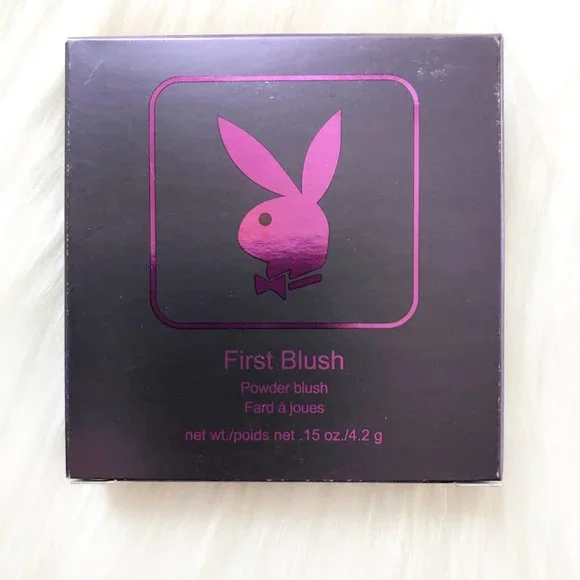 First Blush
Powder blush
Fard à joues
net wt./poids net .15 oz./4.2 g